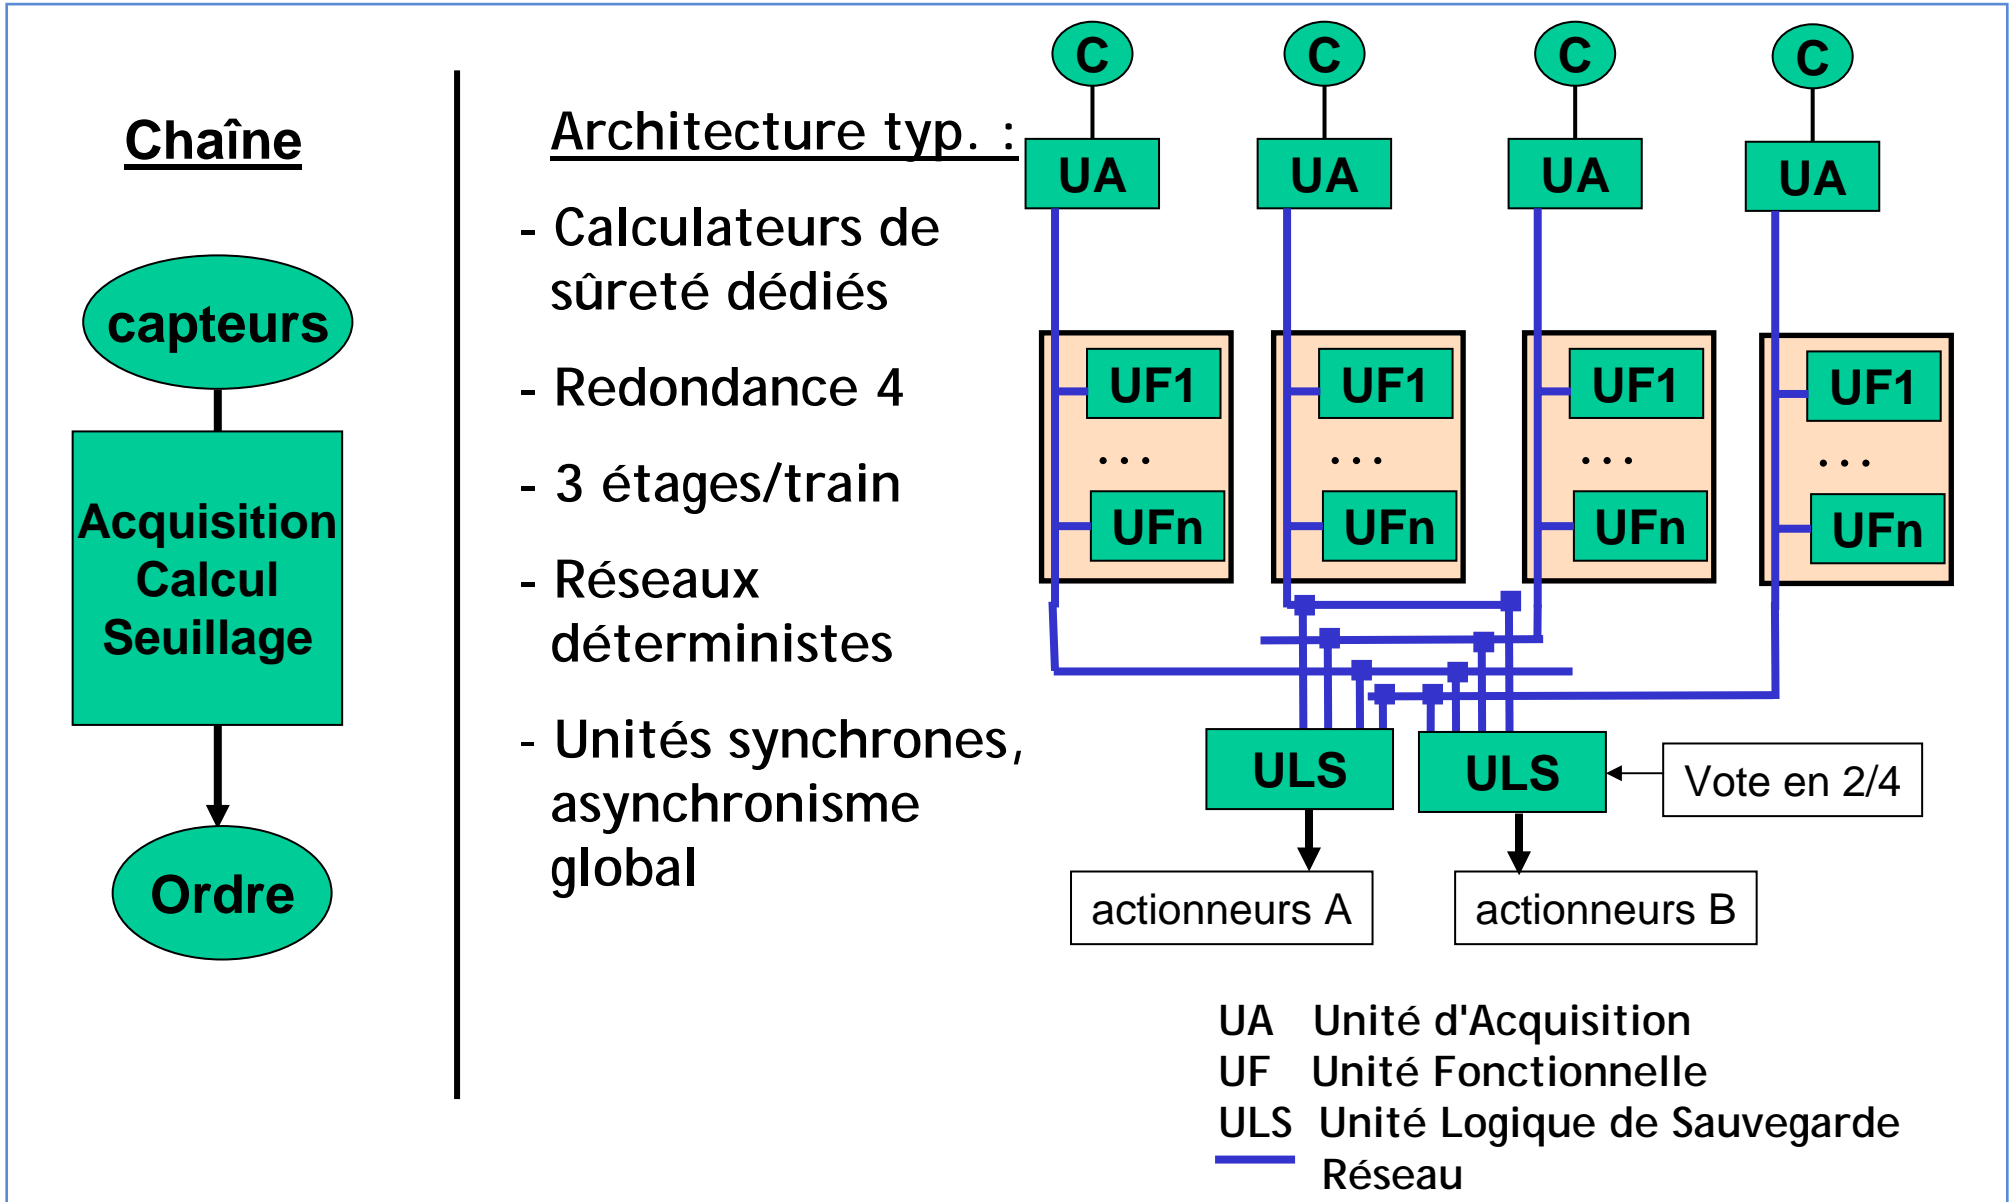 Chaîne
capteurs
Acquisition
Calcul
Seuillage
Ordre
Architecture typ. :
- Calculateurs de
sûreté dédiés
- Redondance 4
- 3 étages/train
- Réseaux
déterministes
- Unités synchrones,
asynchronisme
global
C C C C
UA UA UA UA
UF1 UF1 UF1 UF1
... ... ... ...
UFn UFn UFn UFn
ULS ULS Vote en 2/4
actionneurs A actionneurs B
UA Unité d'Acquisition
UF Unité Fonctionnelle
ULS Unité Logique de Sauvegarde
Réseau